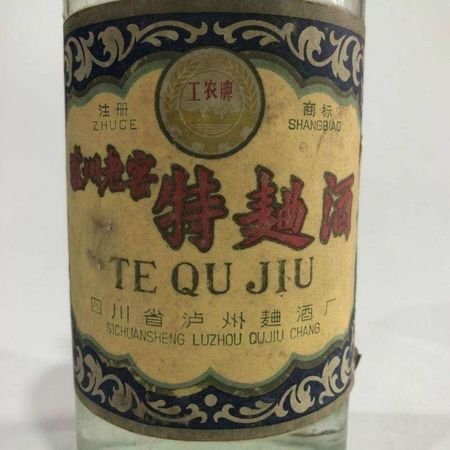 工农牌
注册 商标
ZHUCE SHANGBIAO
泸州老窖特麯酒
TE QU JIU
四川省泸州麯酒厂
SICHUANSHENG LUZHOU QUJIU CHANG